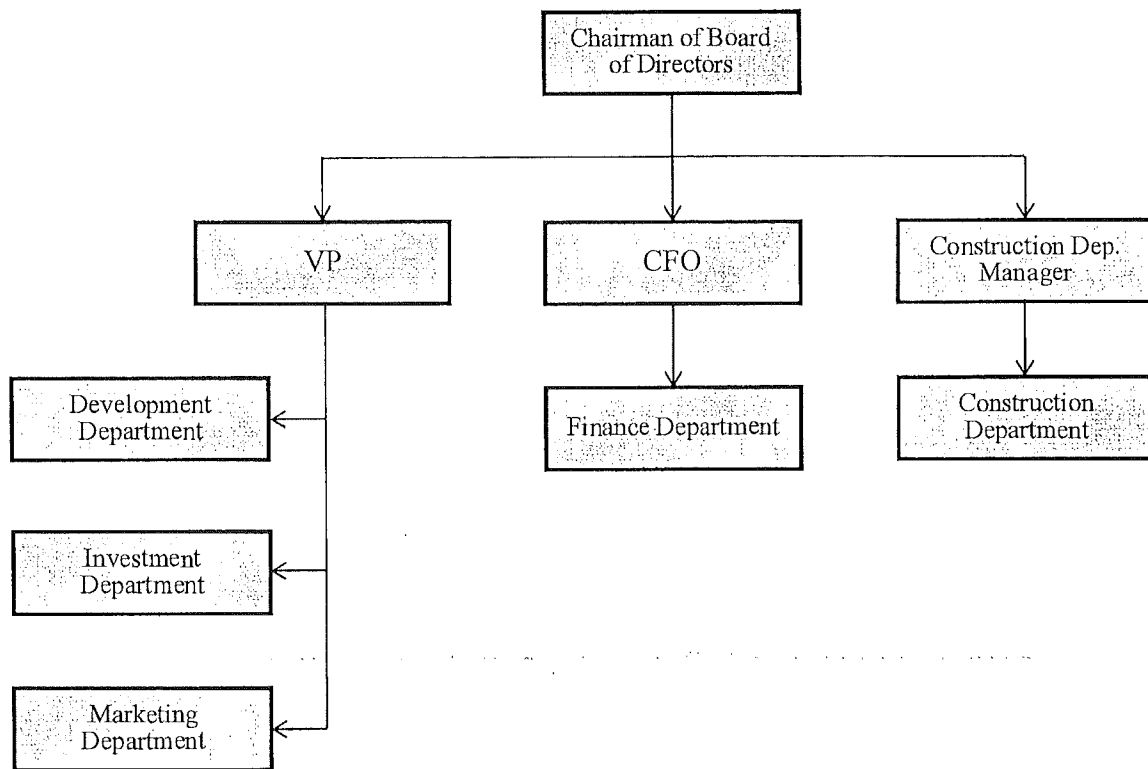 Chairman of Board
of Directors
VP
CFO
Construction Dep.
Manager
Development
Department
Finance Department
Construction
Department
Investment
Department
Marketing
Department